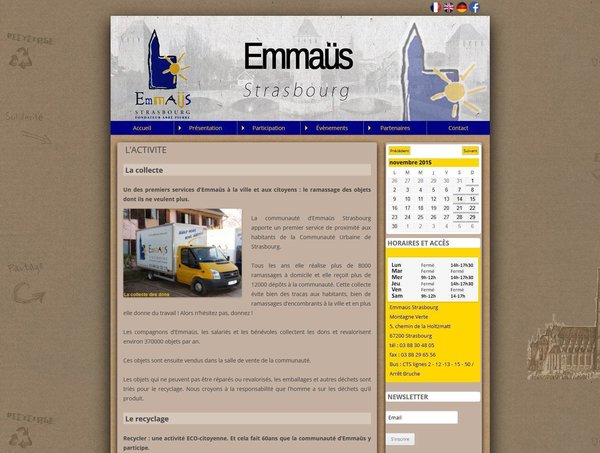 RECYCLERGE
Emmaüs
Strasbourg
EMMAÜS
STRASBOURG
FONDATEUR ABBÉ PIERRE
Accueil Présentation Participation Évènements Partenaires Contact
Solidarité
Partage
RECYCLERGE
L'ACTIVITE
La collecte
Un des premiers services d'Emmaüs à la ville et aux citoyens : le ramassage des objets
dont ils ne veulent plus.
EMMAÜS
La collecte des dons
La communauté d'Emmaüs Strasbourg
apporte un premier service de proximité aux
habitants de la Communauté Urbaine de
Strasbourg.
Tous les ans elle réalise plus de 8000
ramassages à domicile et elle reçoit plus de
12000 dépôts à la communauté. Cette collecte
évite bien des tracas aux habitants, bien de
ramassages d'encombrants à la ville et en plus
elle donne du travail ! Alors n'hésitez pas, donnez !
Les compagnons d'Emmaüs, les salariés et les bénévoles collectent les dons et revalorisent
environ 370000 objets par an.
Ces objets sont ensuite vendus dans la salle de vente de la communauté.
Les objets qui ne peuvent pas être réparés ou revalorisés, les emballages et autres déchets sont
triés pour le recyclage. Nous croyons à la responsabilité que l'homme a sur les déchets qu'il
produit.
Le recyclage
Recycler : une activité ECO-citoyenne. Et cela fait 60ans que la communauté d'Emmaüs y
participe.
Précédent Suivant
novembre 2015
L M M J V S D
26 27 28 29 30 31 1
2 3 4 5 6 7 8
9 10 11 12 13 14 15
16 17 18 19 20 21 22
23 24 25 26 27 28 29
30 1 2 3 4 5 6
HORAIRES ET ACCÈS
Lun Fermé 14h-17h30
Mar Fermé Fermé
Mer 9h-12h 14h-17h30
Jeu Fermé 14h-17h30
Ven Fermé Fermé
Sam 9h-12h 14-17h
Emmaüs Strasbourg
Montagne Verte
5, chemin de la Holtzmatt
67200 Strasbourg
tél : 03 88 30 48 05
fax : 03 88 29 65 56
Bus : CTS lignes 2 - 12 -13 - 15 - 50 /
Arrêt Bruche
NEWSLETTER
Email
S'inscrire